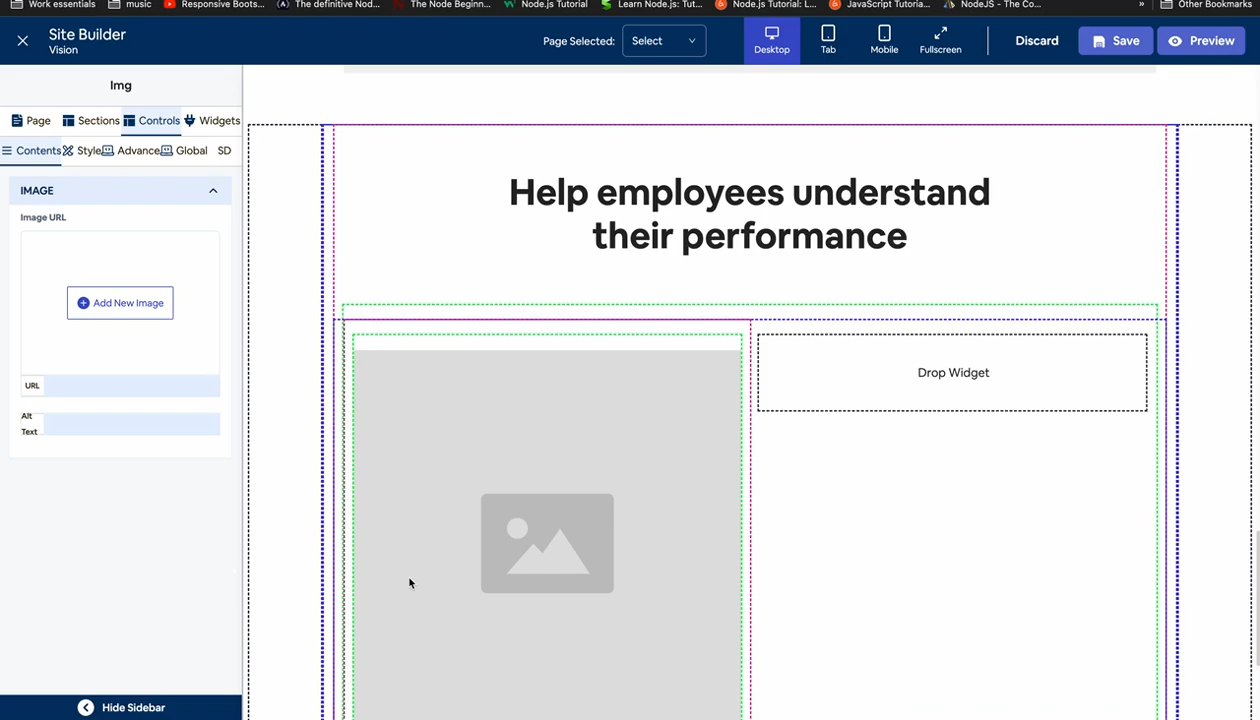 Work essentials
music
Responsive Boots...
The definitive Nod...
The Node Beginn...
Node.js Tutorial
Learn Node.js: Tut...
Node.js Tutorial: L...
JavaScript Tutoria...
NodeJS - The Co...
»
Other Bookmarks
Site Builder
Vision
Page Selected:
Select
Desktop
Tab
Mobile
Fullscreen
Discard
Save
Preview
Img
Page
Sections
Controls
Widgets
Contents
Style
Advance
Global
SD
IMAGE
Image URL
Add New Image
URL
Alt
Text
Hide Sidebar
Help employees understand
their performance
Drop Widget